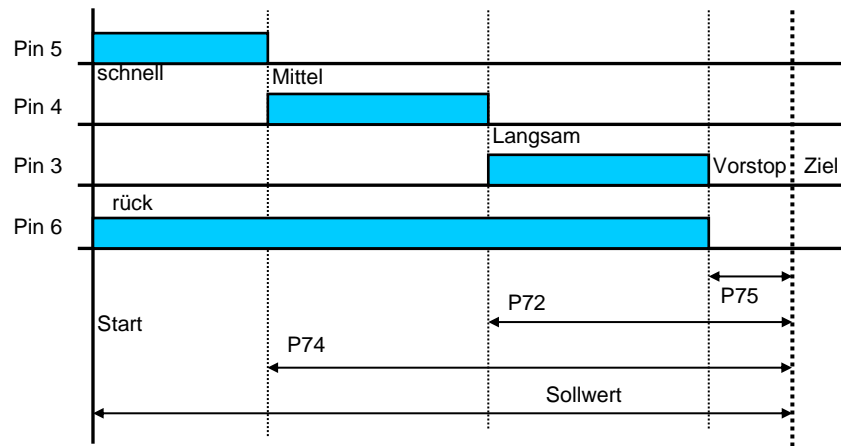 Pin 5
schnell
Mittel
Pin 4
Langsam
Pin 3
Vorstop
Ziel
rück
Pin 6
P75
P72
Start
P74
Sollwert